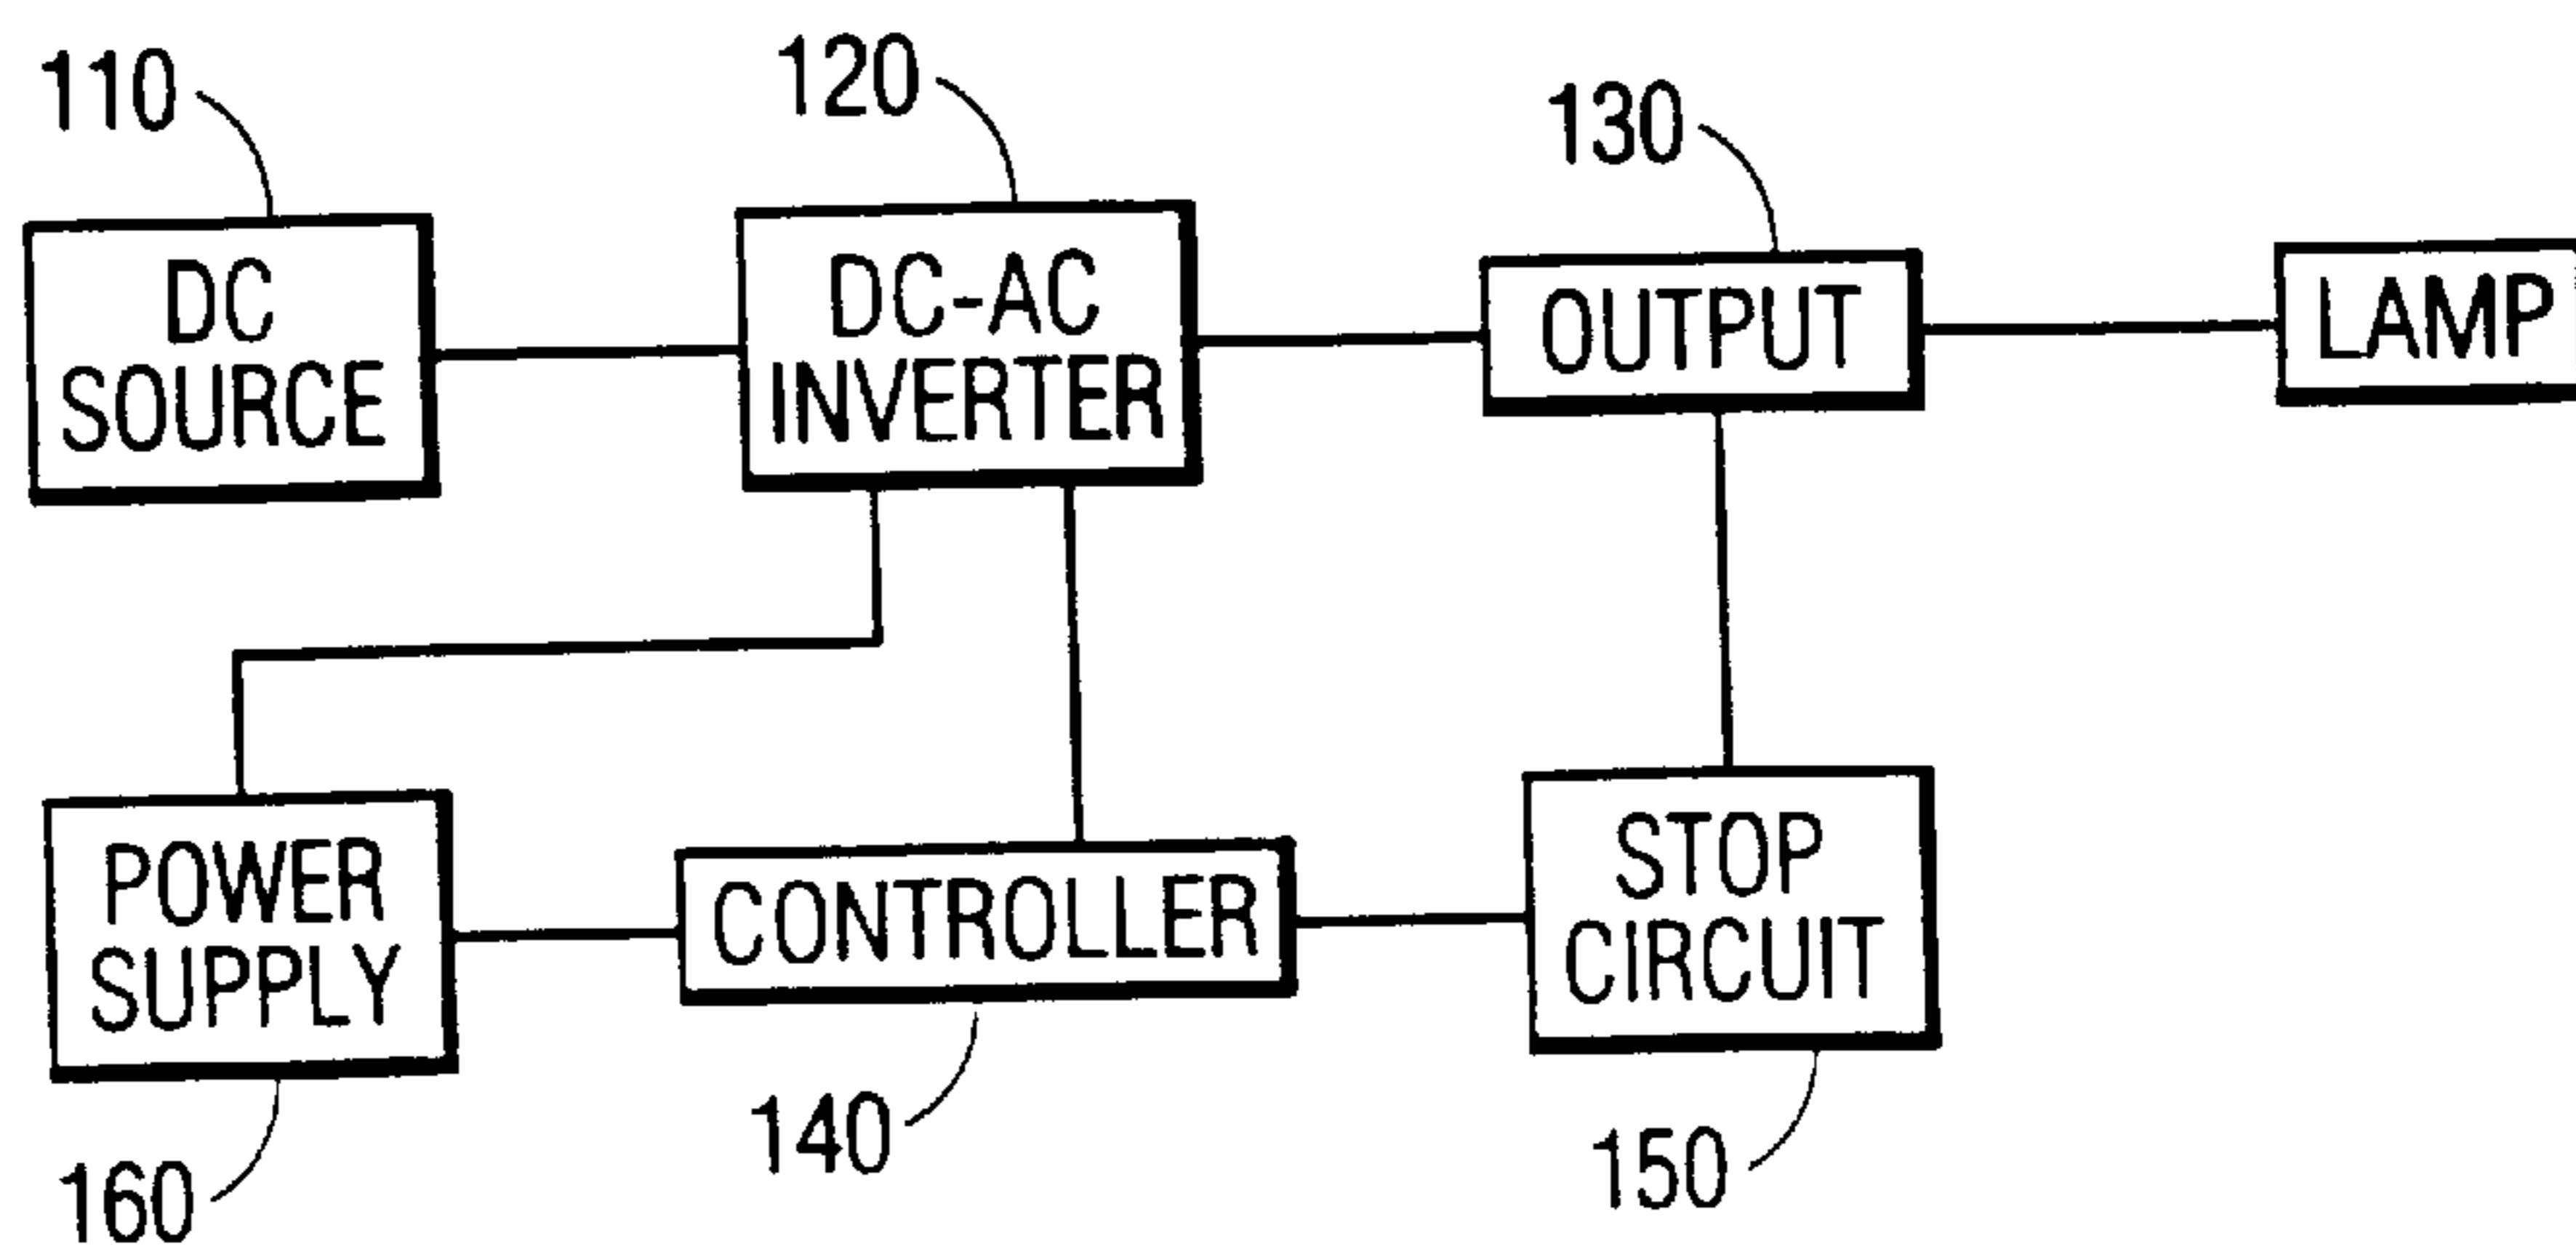 110
120
130
DC
SOURCE
DC-AC
INVERTER
OUTPUT
LAMP
POWER
SUPPLY
CONTROLLER
STOP
CIRCUIT
160
140
150